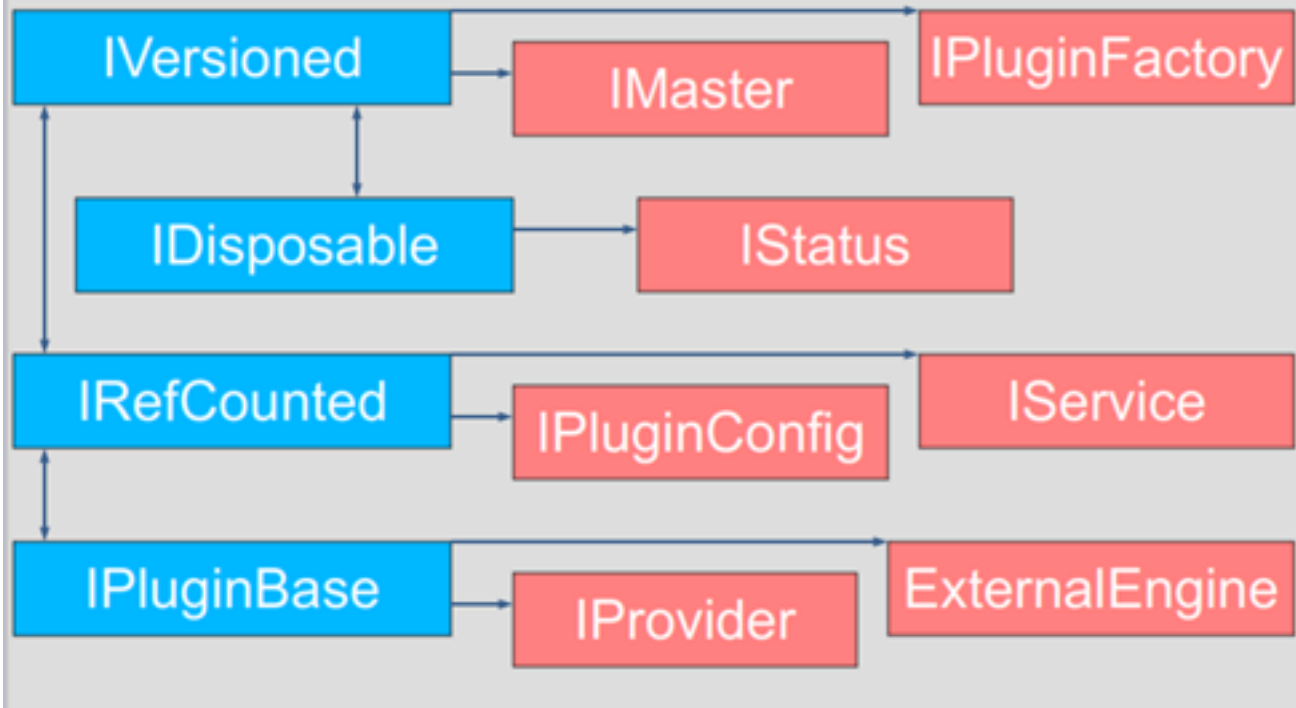 IVersioned
IPluginFactory
IMaster
IDisposable
IStatus
IRefCounted
IService
IPluginConfig
IPluginBase
ExternalEngine
IProvider